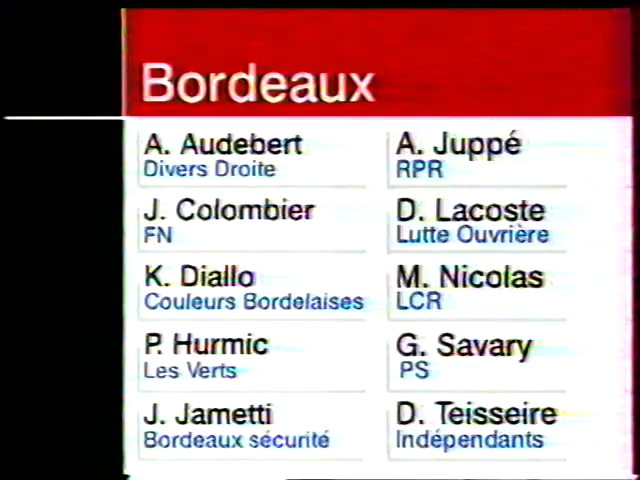 Bordeaux
A. Audebert
Divers Droite
J. Colombier
FN
K. Diallo
Couleurs Bordelaises
P. Hurmic
Les Verts
J. Jametti
Bordeaux sécurité
A. Juppé
RPR
D. Lacoste
Lutte Ouvrière
M. Nicolas
LCR
G. Savary
PS
D. Teisseire
Indépendants